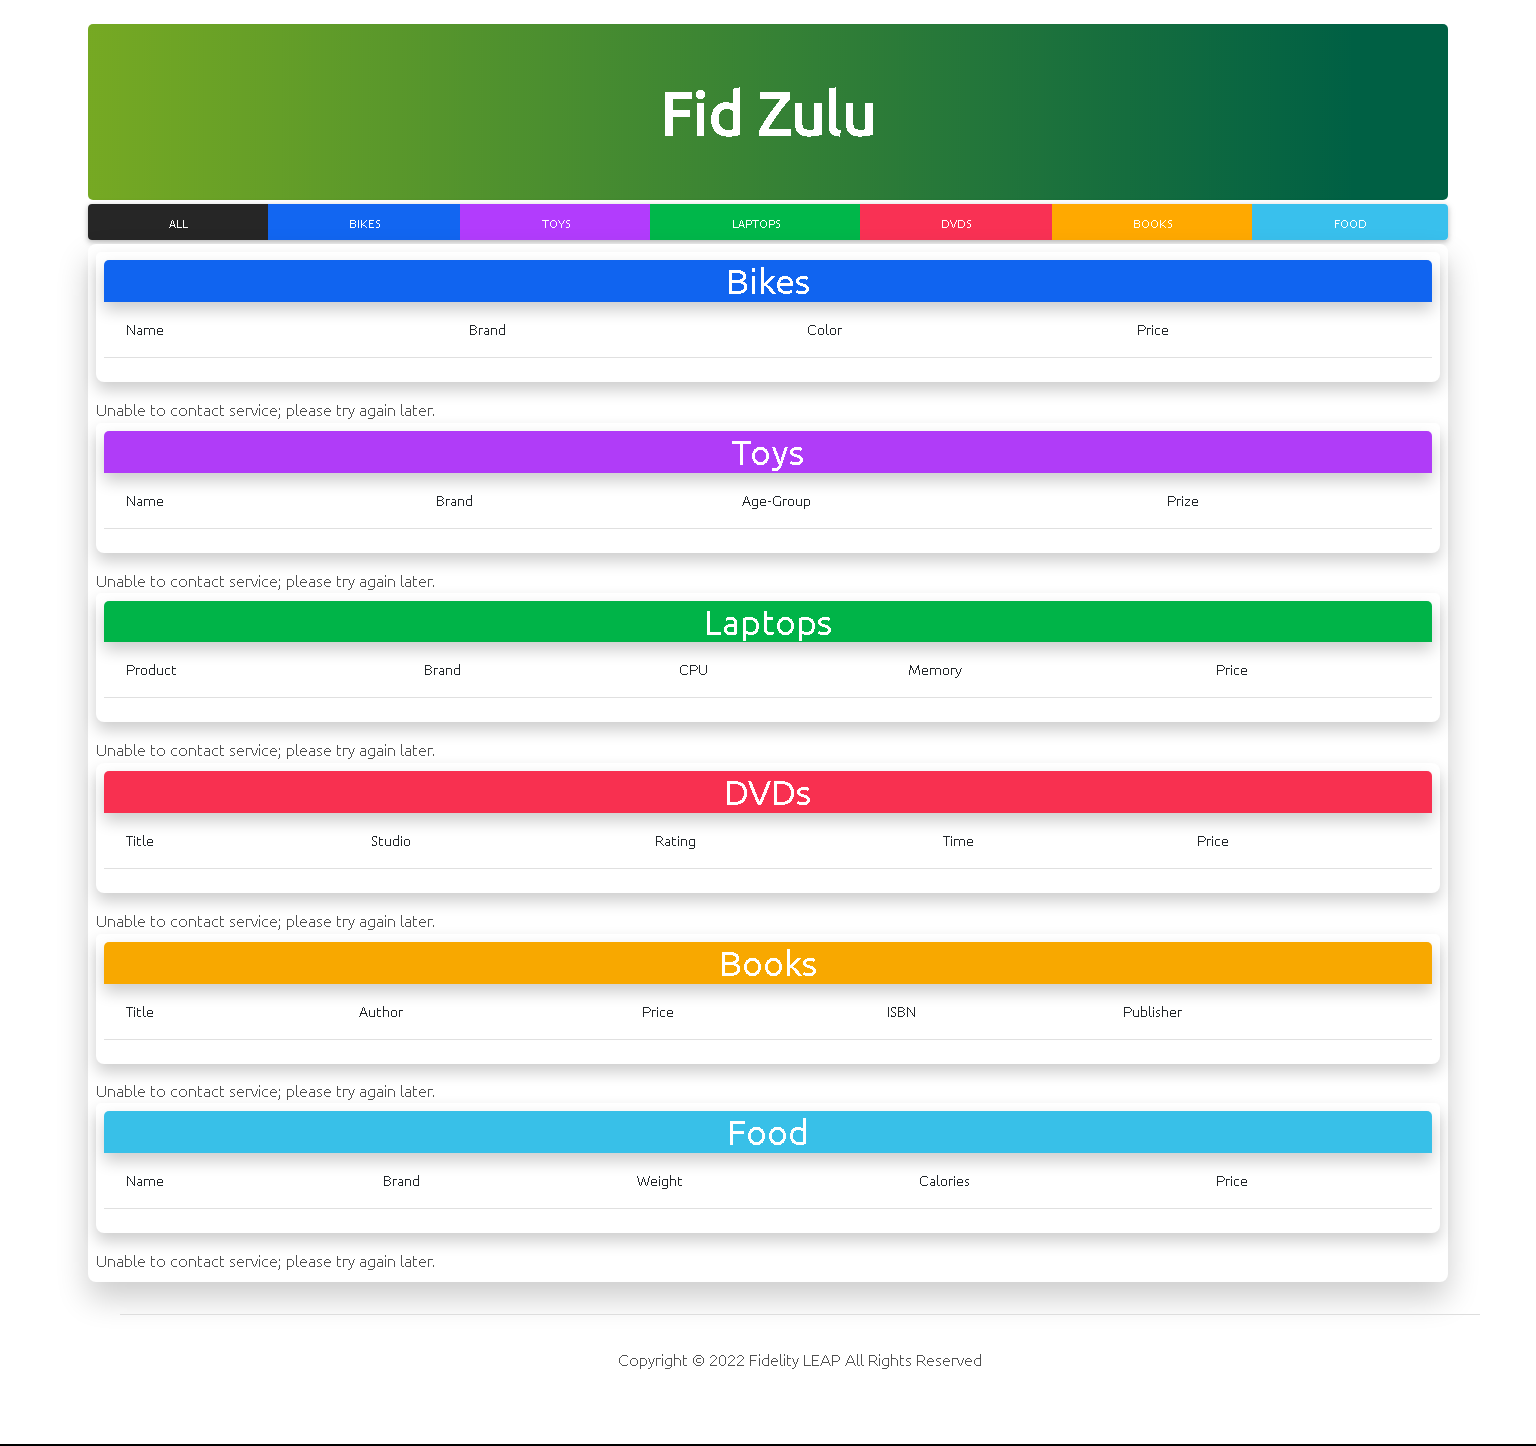 Fid Zulu
ALL BIKES TOYS LAPTOPS DVDS BOOKS FOOD
Bikes
Name Brand Color Price
Unable to contact service; please try again later.
Toys
Name Brand Age-Group Prize
Unable to contact service; please try again later.
Laptops
Product Brand CPU Memory Price
Unable to contact service; please try again later.
DVDs
Title Studio Rating Time Price
Unable to contact service; please try again later.
Books
Title Author Price ISBN Publisher
Unable to contact service; please try again later.
Food
Name Brand Weight Calories Price
Unable to contact service; please try again later.
Copyright © 2022 Fidelity LEAP All Rights Reserved